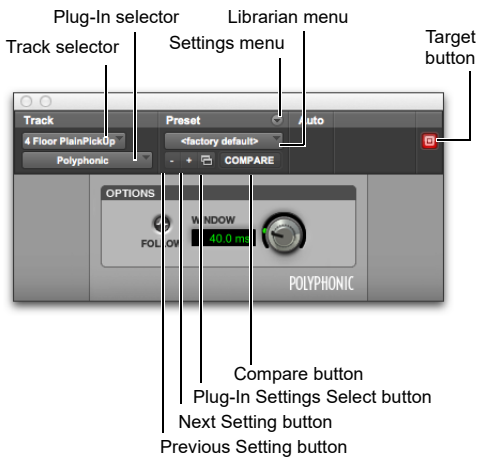 Plug-In selector
Librarian menu
Track selector
Settings menu
Target
button
Track
Preset
Auto
4 Floor PlainPickUp
<factory default>
Polyphonic
- + COMPARE
OPTIONS
WINDOW
FOLLOW
40.0 ms
POLYPHONIC
Compare button
Plug-In Settings Select button
Next Setting button
Previous Setting button